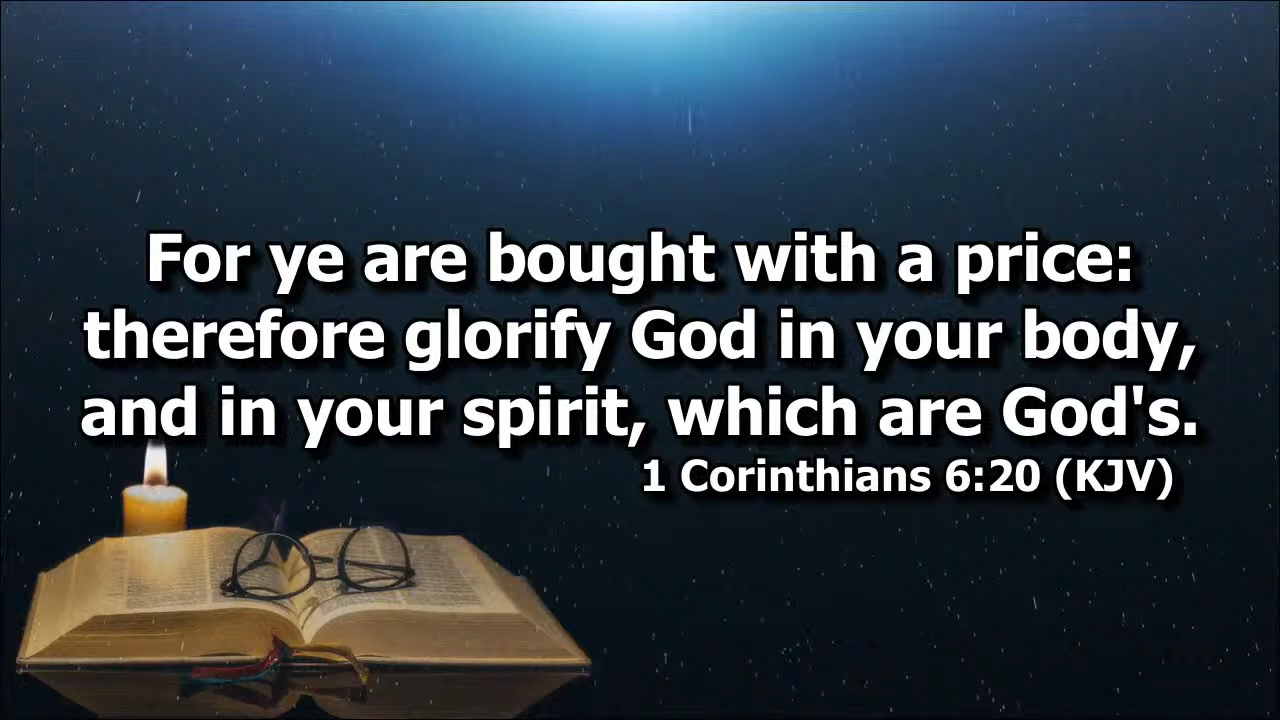 For ye are bought with a price:
therefore glorify God in your body,
and in your spirit, which are God's.
1 Corinthians 6:20 (KJV)